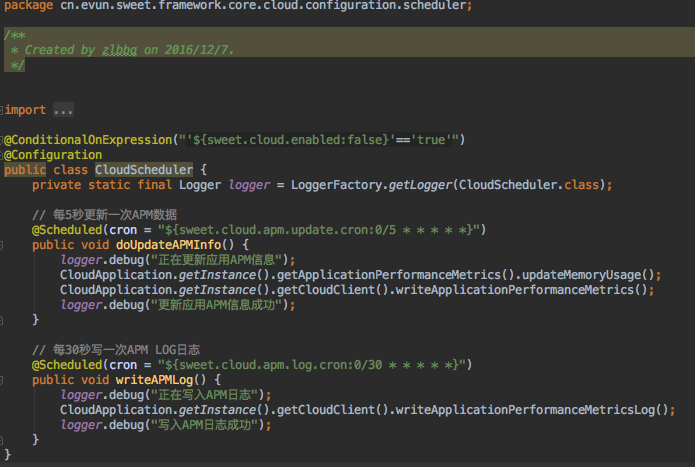 package cn.evun.sweet.framework.core.cloud.configuration.scheduler;
/**
 * Created by zlbbq on 2016/12/7.
 */
import ...
@ConditionalOnExpression("'${sweet.cloud.enabled:false}'=='true'")
@Configuration
public class CloudScheduler {
    private static final Logger logger = LoggerFactory.getLogger(CloudScheduler.class);
    // 每5秒更新一次APM数据
    @Scheduled(cron = "${sweet.cloud.apm.update.cron:0/5 * * * * *}")
    public void doUpdateAPMInfo() {
        logger.debug("正在更新应用APM信息");
        CloudApplication.getInstance().getApplicationPerformanceMetrics().updateMemoryUsage();
        CloudApplication.getInstance().getCloudClient().writeApplicationPerformanceMetrics();
        logger.debug("更新应用APM信息成功");
    }
    // 每30秒写一次APM LOG日志
    @Scheduled(cron = "${sweet.cloud.apm.log.cron:0/30 * * * * *}")
    public void writeAPMLog() {
        logger.debug("正在写入APM日志");
        CloudApplication.getInstance().getCloudClient().writeApplicationPerformanceMetricsLog();
        logger.debug("写入APM日志成功");
    }
}